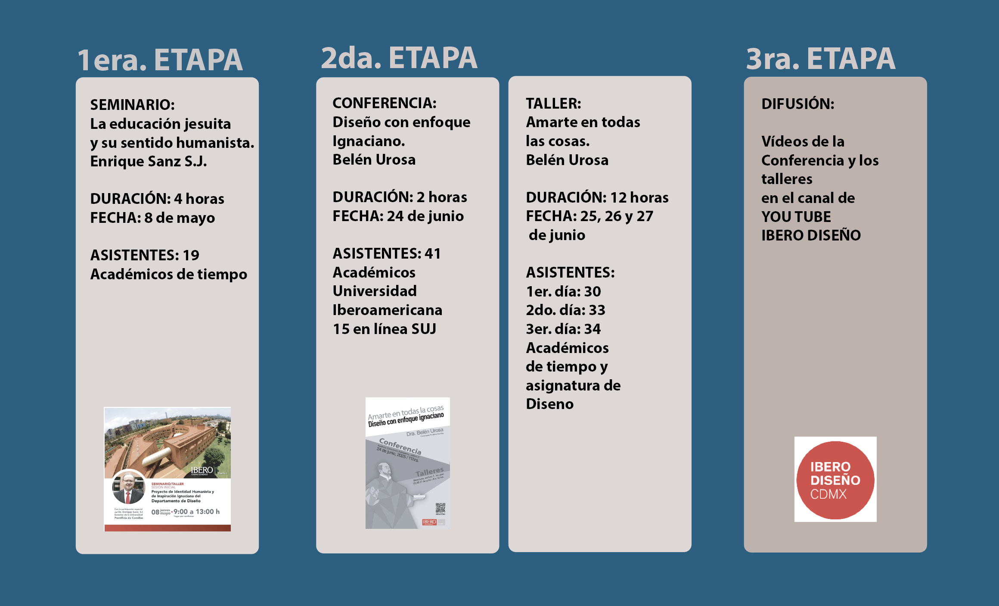 1era. ETAPA
SEMINARIO:
La educación jesuita
y su sentido humanista.
Enrique Sanz S.J.
DURACIÓN: 4 horas
FECHA: 8 de mayo
ASISTENTES: 19
Académicos de tiempo
IBERO
CIUDAD DE MÉXICO
Diseño /
SEMINARIO/TALLER
SESIÓN INICIAL
Proyecto de Identidad Humanista y
de Inspiración Ignaciana del
Departamento de Diseño
Con la participación especial
del Dr. Enrique Sanz, SJ
Rector de la Universidad
Pontificia de Comillas
08 jueves mayo • 9:00 a 13:00 h
*lugar por confirmar
2da. ETAPA
CONFERENCIA:
Diseño con enfoque
Ignaciano.
Belén Urosa
DURACIÓN: 2 horas
FECHA: 24 de junio
ASISTENTES: 41
Académicos
Universidad
Iberoamericana
15 en línea SUJ
Amarte en todas la cosas
Diseño con enfoque ignaciano
Dra. Belén Urosa
Conferencia
24 de junio, 2025 / 11hrs.
Talleres
Biblioteca, edificio T, 3er piso
25,26,27 de junio / 9 a 13 hrs.
REGISTRO
IBERO
TALLER:
Amarte en todas
las cosas.
Belén Urosa
DURACIÓN: 12 horas
FECHA: 25, 26 y 27
de junio
ASISTENTES:
1er. día: 30
2do. día: 33
3er. día: 34
Académicos
de tiempo y
asignatura de
Diseno
3ra. ETAPA
DIFUSIÓN:
Vídeos de la
Conferencia y los
talleres
en el canal de
YOU TUBE
IBERO DISEÑO
IBERO
DISEÑO
CDMX